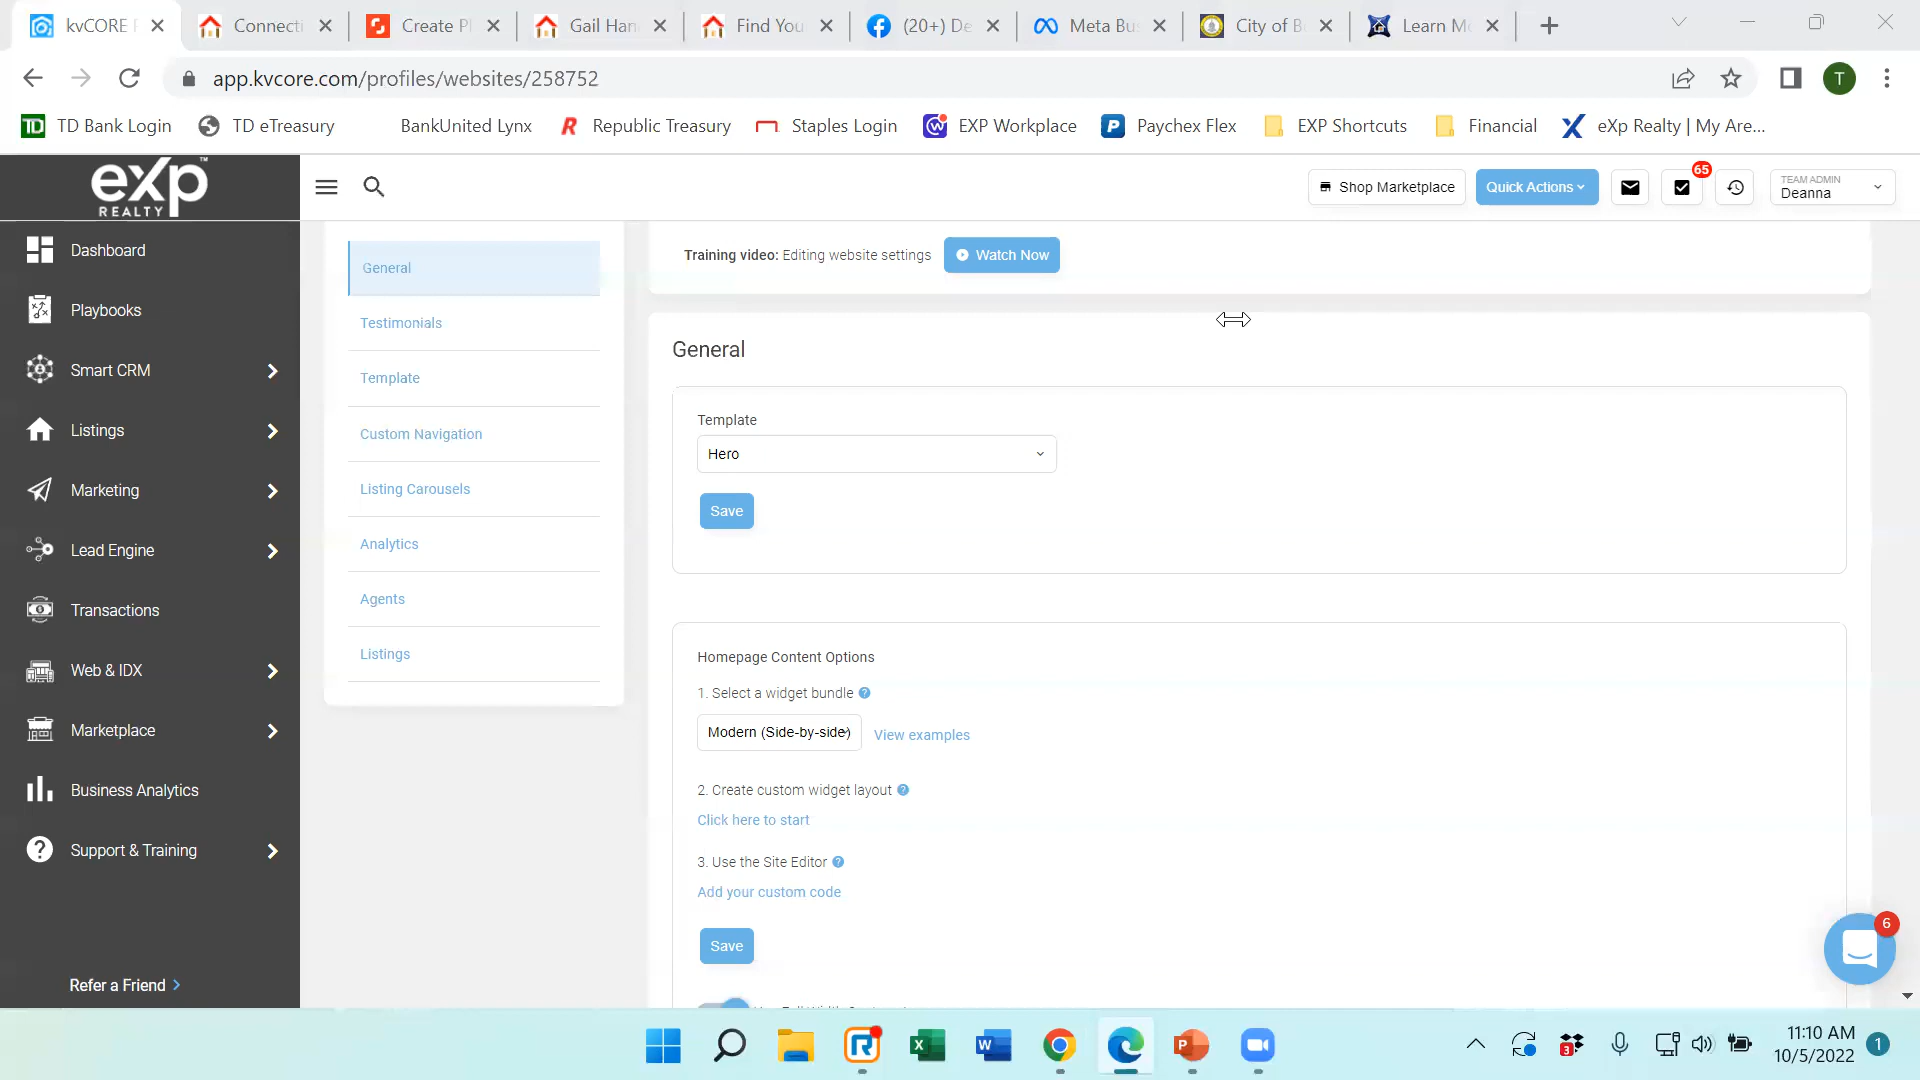 kvCORE P
Connecti
Create Pl
Gail Han
Find You
(20+) De
Meta Bus
City of B
Learn Mo
app.kvcore.com/profiles/websites/258752
T
TD Bank Login
TD eTreasury
BankUnited Lynx
Republic Treasury
Staples Login
EXP Workplace
Paychex Flex
EXP Shortcuts
Financial
eXp Realty | My Are...
eXp
REALTY
Shop Marketplace
Quick Actions
65
TEAM ADMIN
Deanna
Dashboard
Playbooks
Smart CRM
Listings
Marketing
Lead Engine
Transactions
Web & IDX
Marketplace
Business Analytics
Support & Training
Refer a Friend
General
Testimonials
Template
Custom Navigation
Listing Carousels
Analytics
Agents
Listings
Training video: Editing website settings
Watch Now
General
Template
Hero
Save
Homepage Content Options
1. Select a widget bundle
Modern (Side-by-side)
View examples
2. Create custom widget layout
Click here to start
3. Use the Site Editor
Add your custom code
Save
6
11:10 AM
10/5/2022
1
3